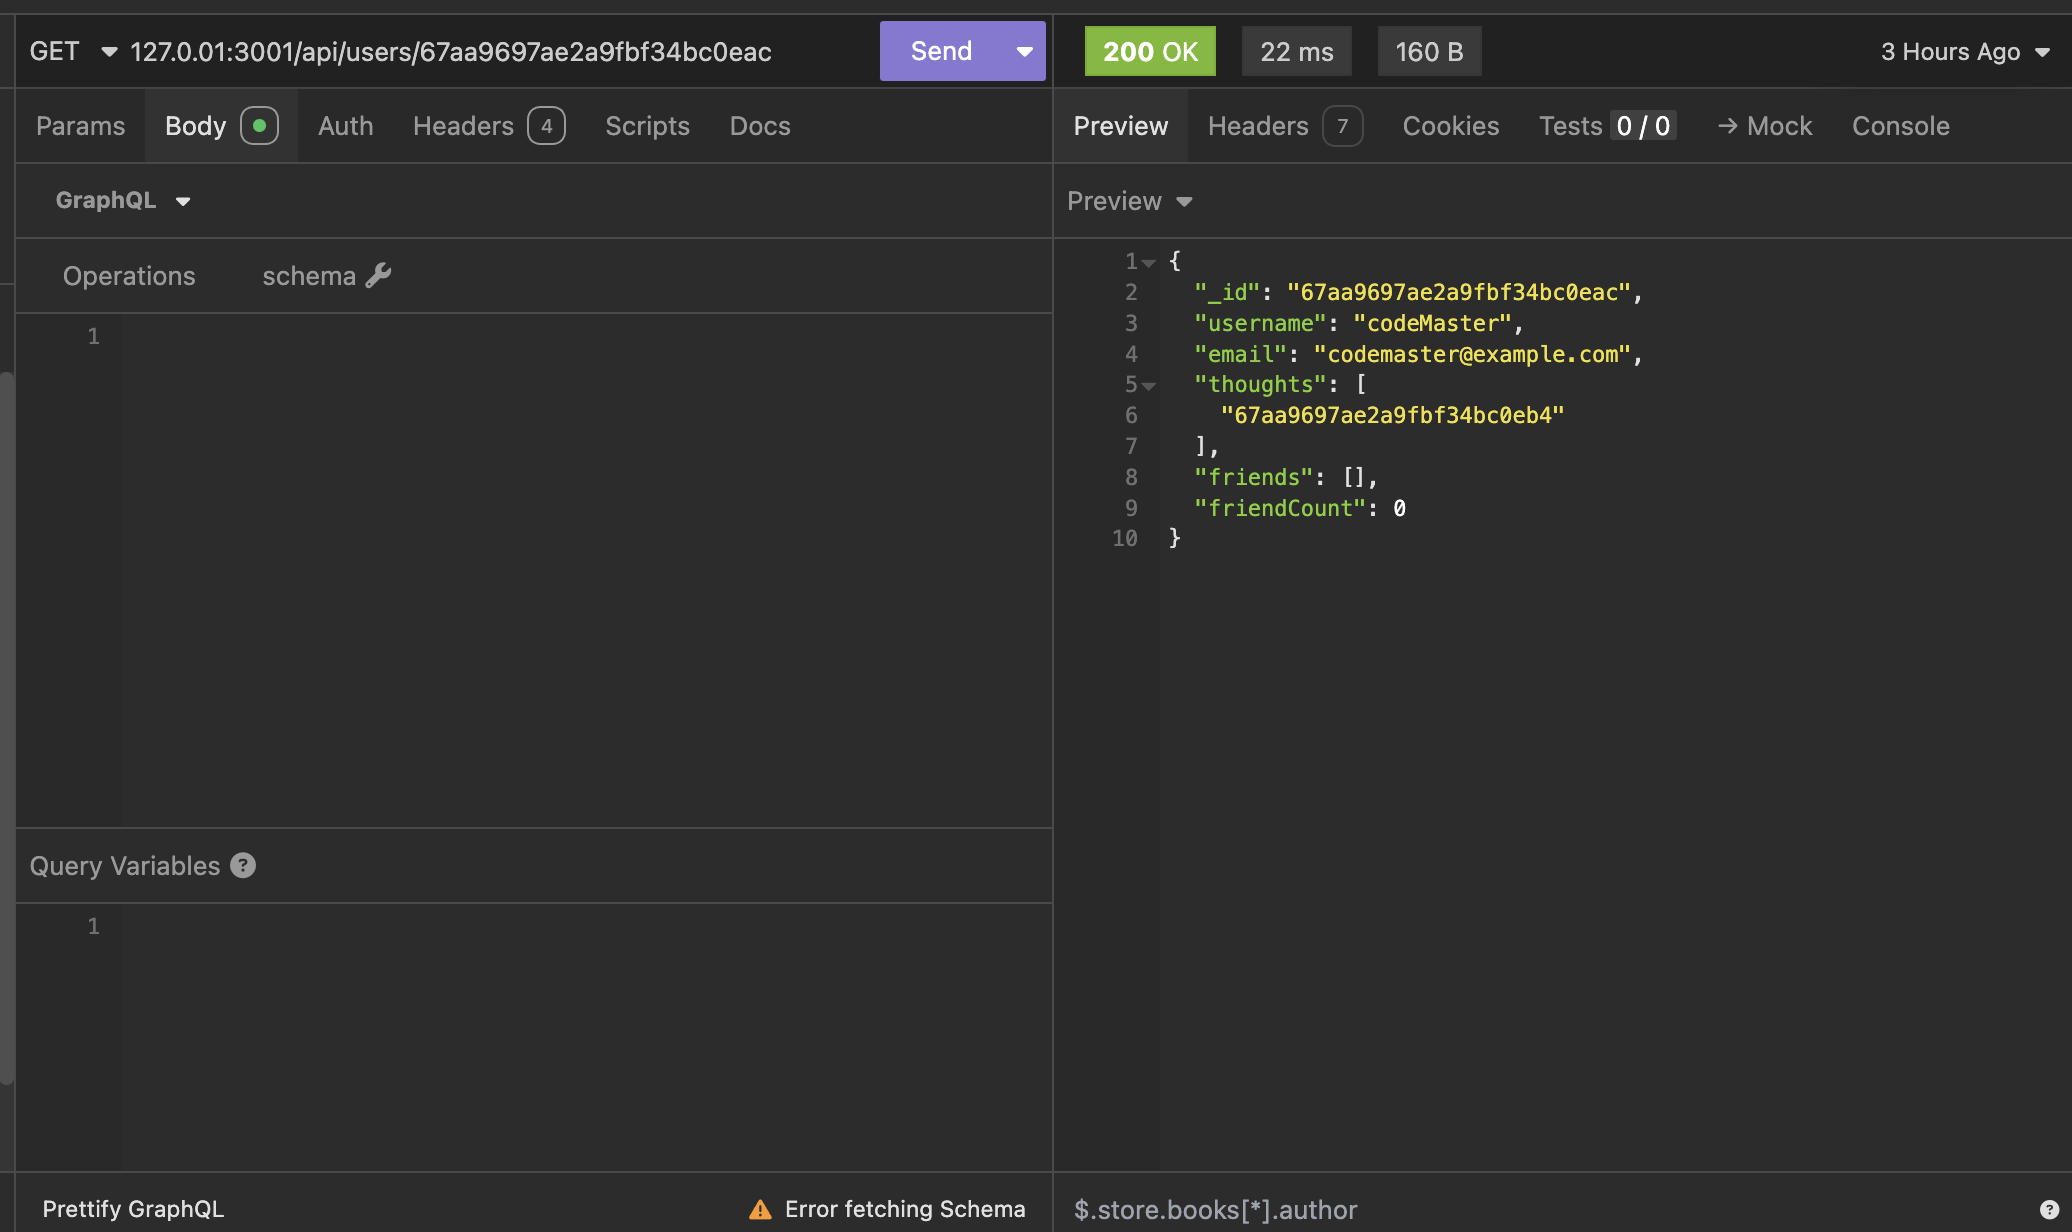 GET 127.0.01:3001/api/users/67aa9697ae2a9fbf34bc0eac Send
200 OK 22 ms 160 B 3 Hours Ago
Params Body Auth Headers 4 Scripts Docs
Preview Headers 7 Cookies Tests 0 / 0 → Mock Console
GraphQL
Operations schema
1
Query Variables ?
1
Prettify GraphQL Error fetching Schema
Preview
1 {
2 "_id": "67aa9697ae2a9fbf34bc0eac",
3 "username": "codeMaster",
4 "email": "codemaster@example.com",
5 "thoughts": [
6 "67aa9697ae2a9fbf34bc0eb4"
7 ],
8 "friends": [],
9 "friendCount": 0
10 }
$.store.books[*].author ?